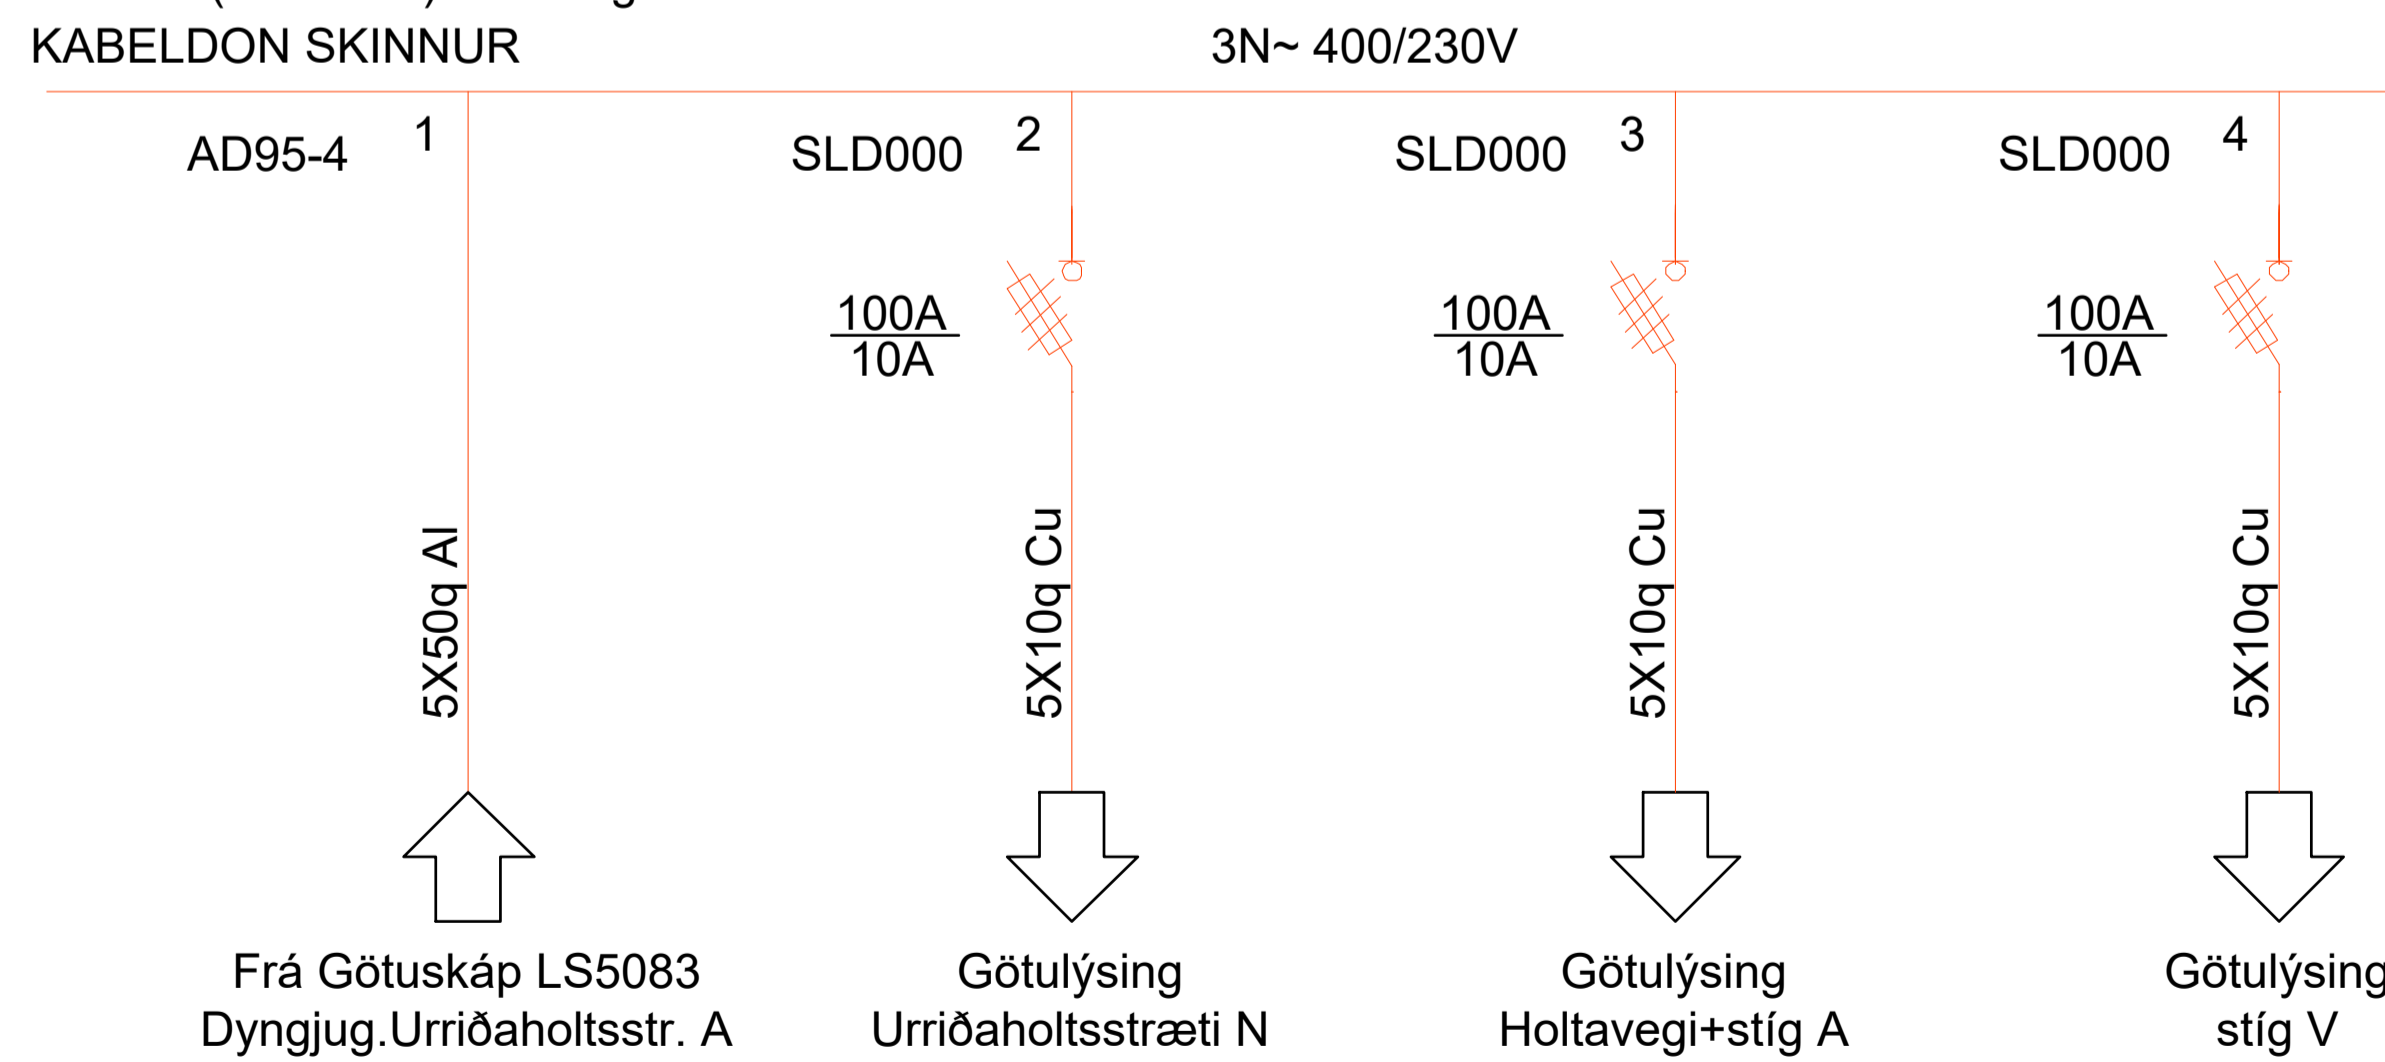 KABELDON SKINNUR
3N~ 400/230V
AD95-4
1
SLD000
2
SLD000
3
SLD000
4
100A
10A
100A
10A
100A
10A
5X50q Al
5X10q Cu
5X10q Cu
5X10q Cu
Frá Götuskáp LS5083
Dyngjug.Urriðaholtsstr. A
Götulýsing
Urriðaholtsstræti N
Götulýsing
Holtavegi+stíg A
Götulýsing
stíg V